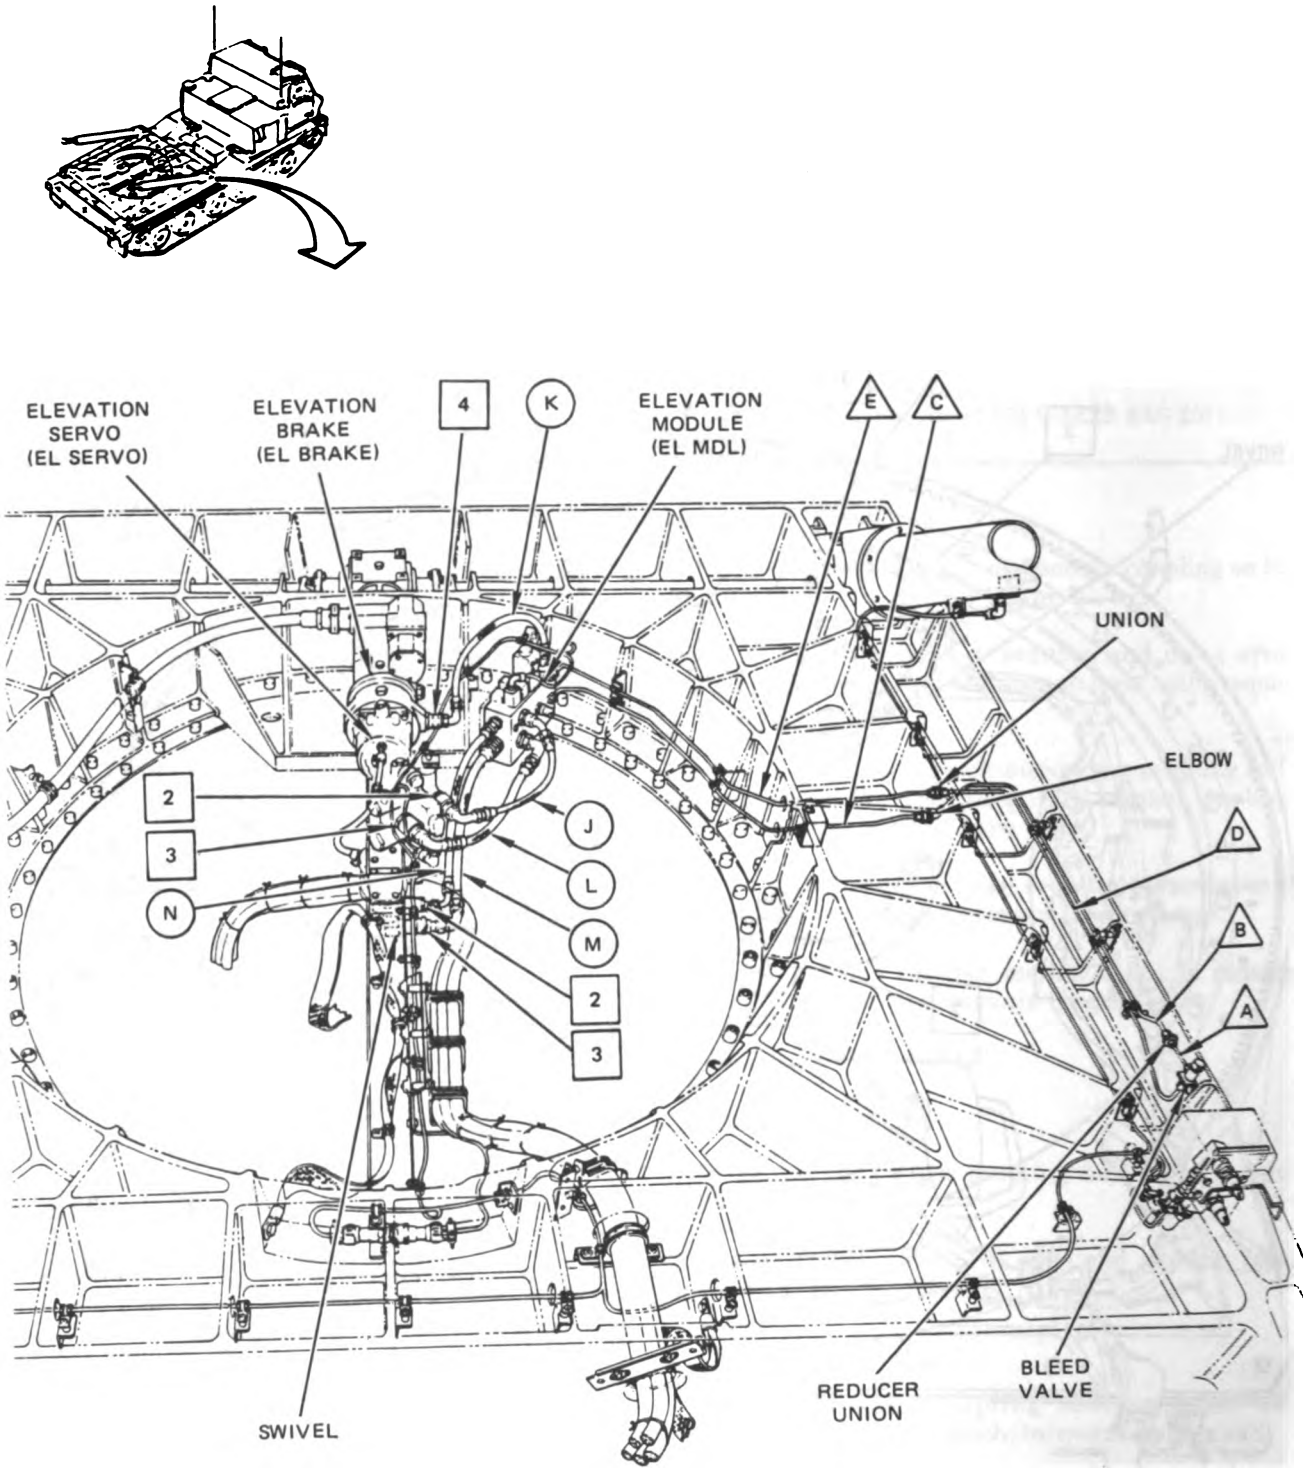 ELEVATION
SERVO
(EL SERVO)
ELEVATION
BRAKE
(EL BRAKE)
4
K
ELEVATION
MODULE
(EL MDL)
E
C
UNION
ELBOW
2
3
N
J
L
M
2
3
D
B
A
SWIVEL
REDUCER
UNION
BLEED
VALVE